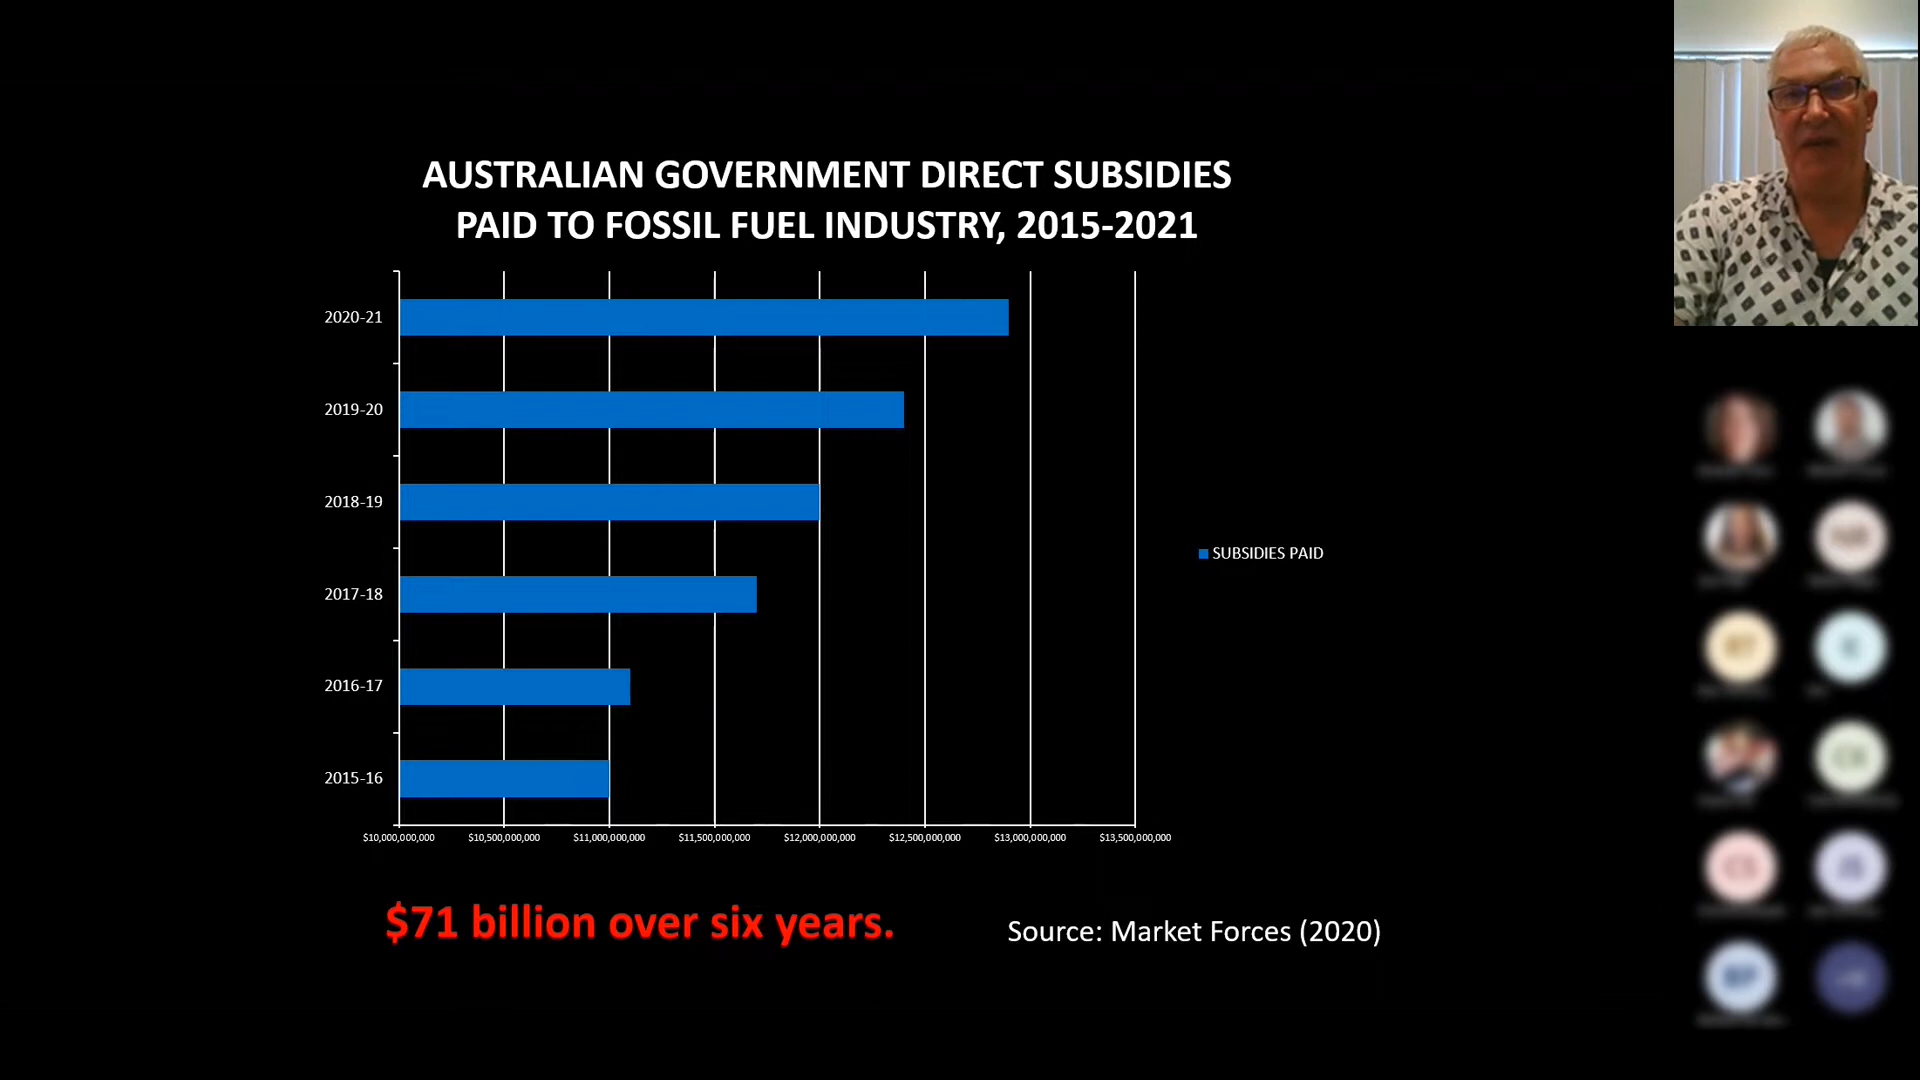 AUSTRALIAN GOVERNMENT DIRECT SUBSIDIES
PAID TO FOSSIL FUEL INDUSTRY, 2015-2021
2020-21
2019-20
2018-19
2017-18
2016-17
2015-16
$10,000,000,000 $10,500,000,000 $11,000,000,000 $11,500,000,000 $12,000,000,000 $12,500,000,000 $13,000,000,000 $13,500,000,000
SUBSIDIES PAID
$71 billion over six years.
Source: Market Forces (2020)